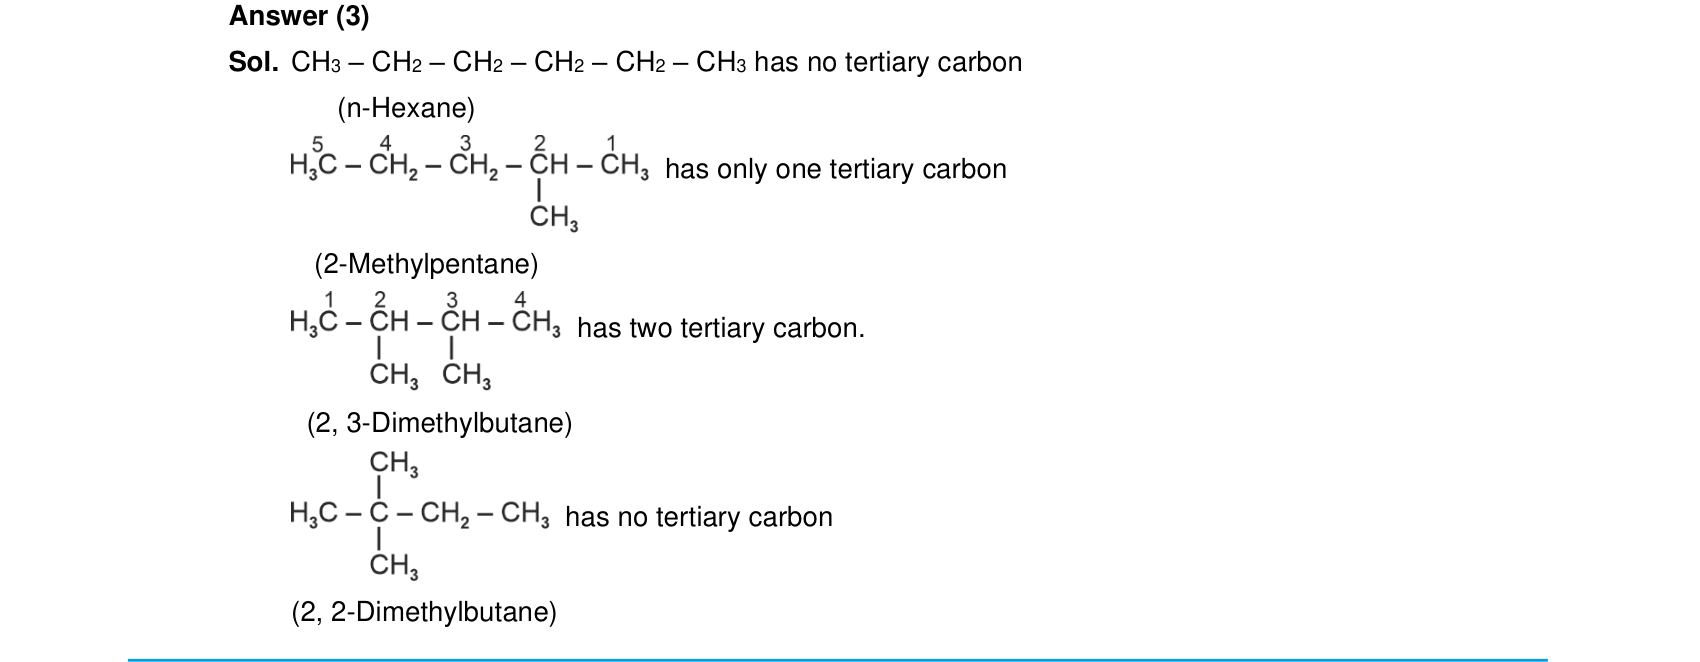 Answer (3)
Sol. CH3 – CH2 – CH2 – CH2 – CH2 – CH3 has no tertiary carbon
(n-Hexane)
5 4 3 2 1
H₃C – CH₂ – CH₂ – CH – CH₃ has only one tertiary carbon
|
CH₃
(2-Methylpentane)
1 2 3 4
H₃C – CH – CH – CH₃ has two tertiary carbon.
| |
CH₃ CH₃
(2, 3-Dimethylbutane)
CH₃
|
H₃C – C – CH₂ – CH₃ has no tertiary carbon
|
CH₃
(2, 2-Dimethylbutane)